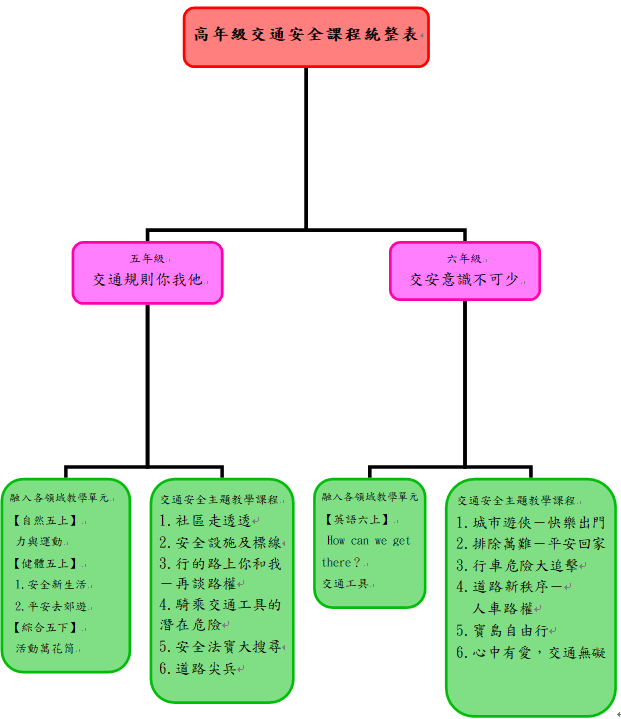 高年級交通安全課程統整表
五年級
交通規則你我他
六年級
交安意識不可少
融入各領域教學單元
【自然五上】
力與運動
【健體五上】
1.安全新生活
2.平安去郊遊
【綜合五下】
活動萬花筒
交通安全主題教學課程
1.社區走透透
2.安全設施及標線
3.行的路上你和我
－再談路權
4.騎乘交通工具的
潛在危險
5.安全法寶大搜尋
6.道路尖兵
融入各領域教學單元
【英語六上】
How can we get
there？
交通工具
交通安全主題教學課程
1.城市遊俠－快樂出門
2.排除萬難－平安回家
3.行車危險大追擊
4.道路新秩序－
人車路權
5.寶島自由行
6.心中有愛，交通無礙